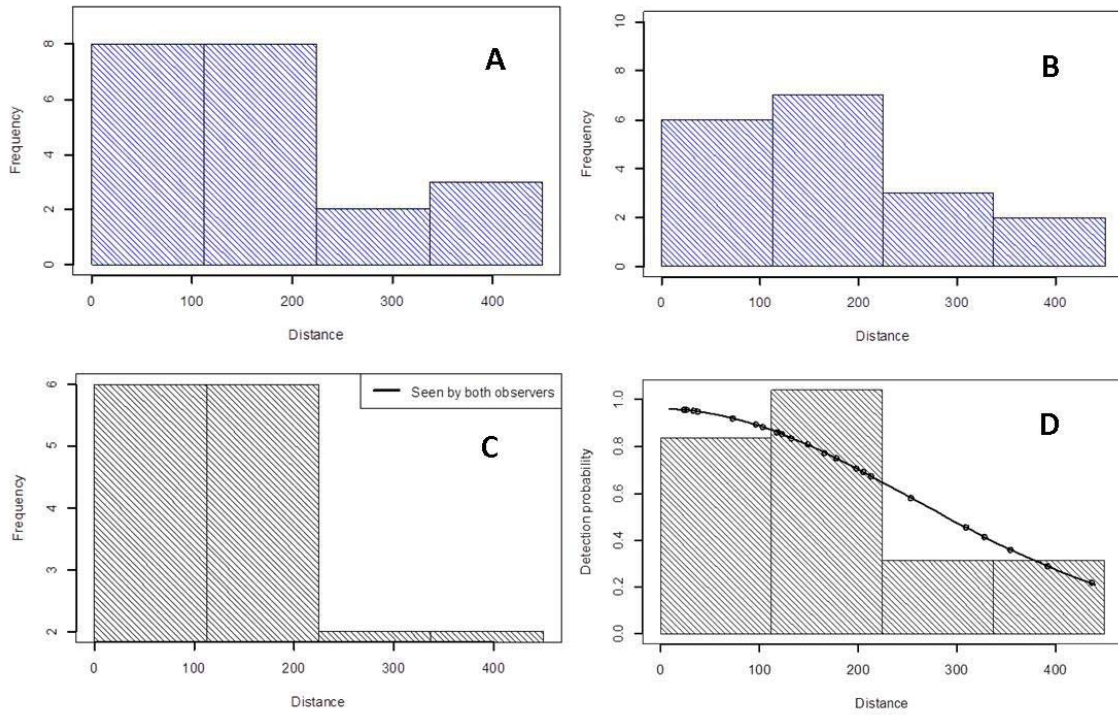 A
Frequency
8
6
4
2
0
0 100 200 300 400
Distance
B
Frequency
10
8
6
4
2
0
0 100 200 300 400
Distance
Seen by both observers
C
Frequency
6
5
4
3
2
0 100 200 300 400
Distance
D
Detection probability
1.0
0.8
0.6
0.4
0.2
0.0
0 100 200 300 400
Distance